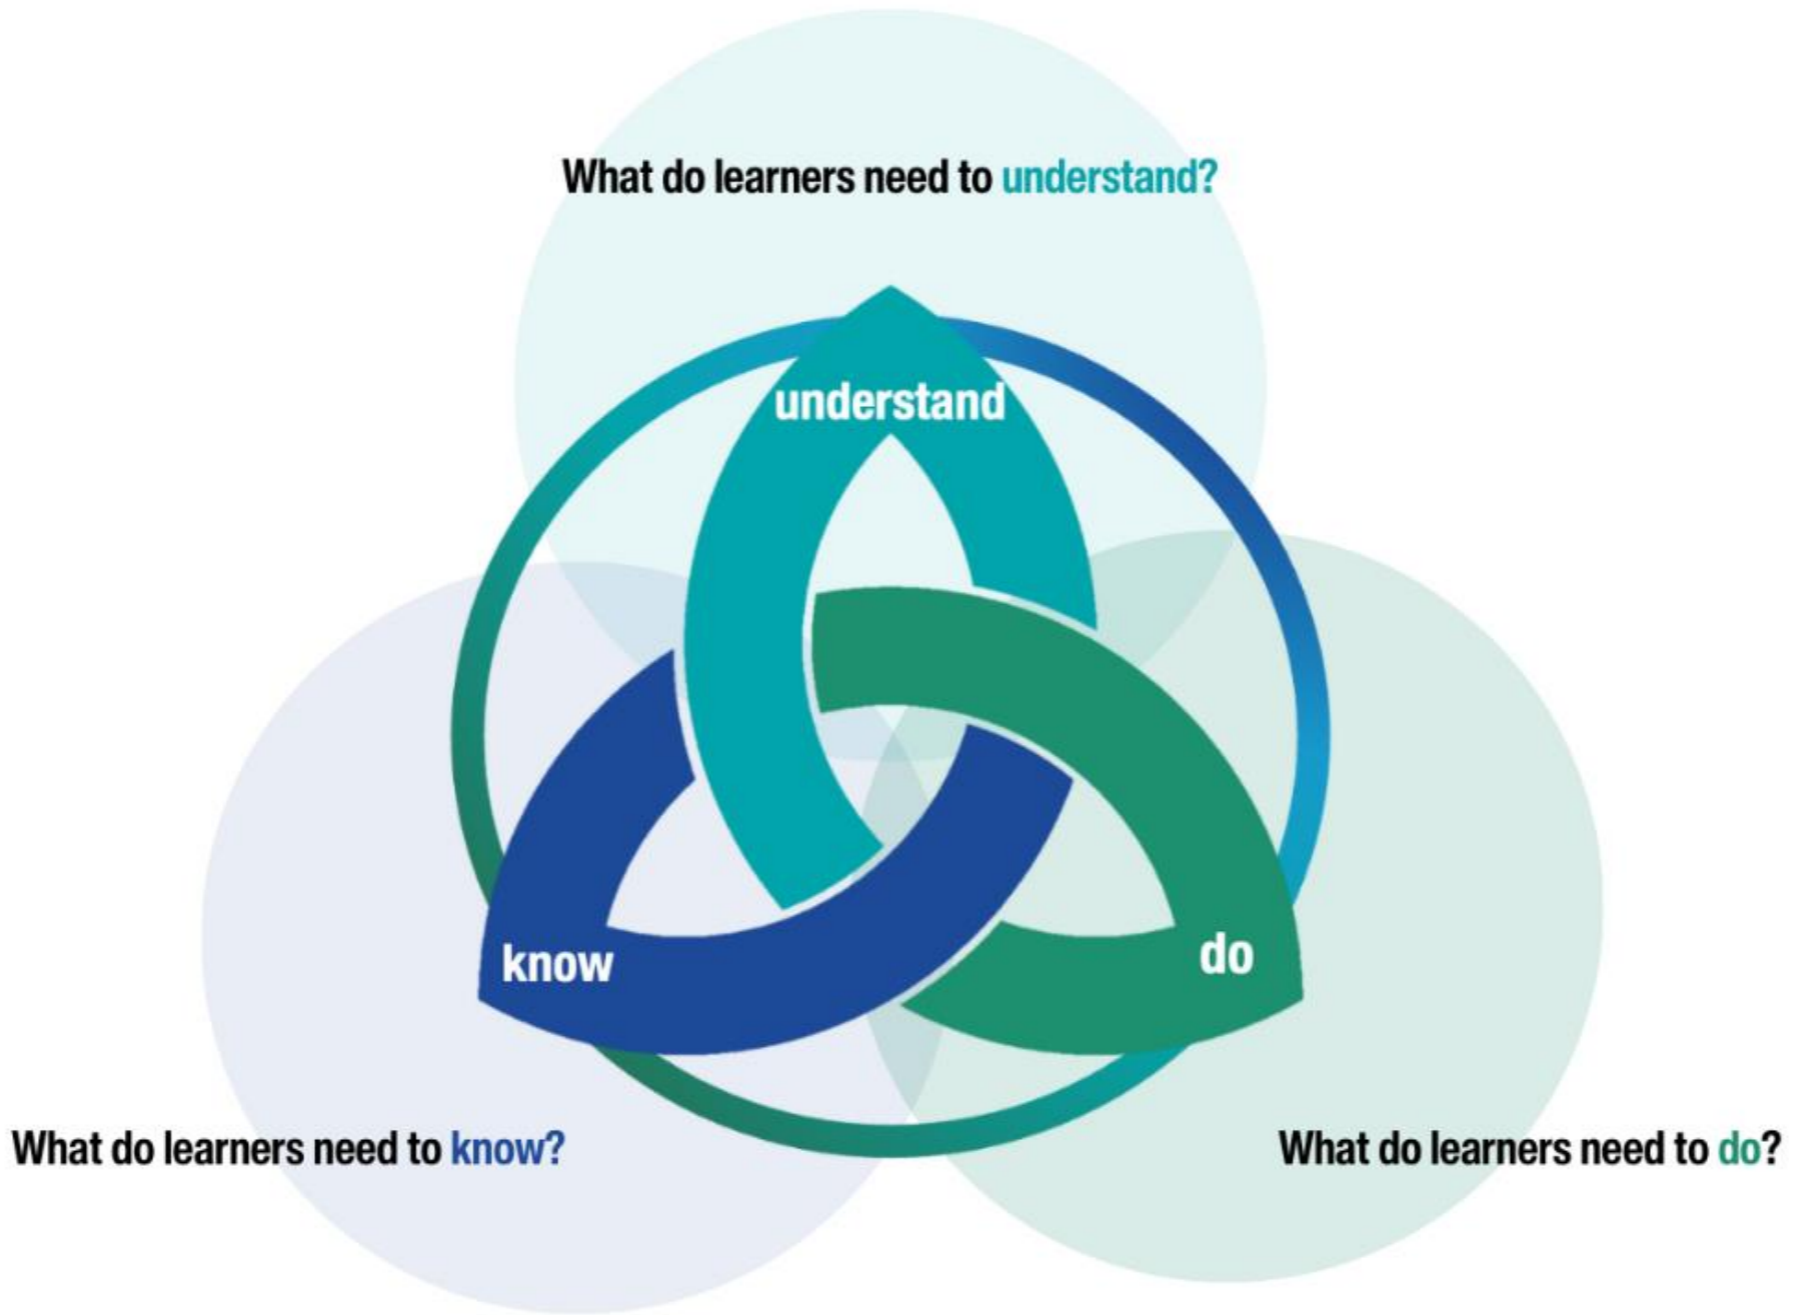 What do learners need to understand?
understand
know
do
What do learners need to know?
What do learners need to do?